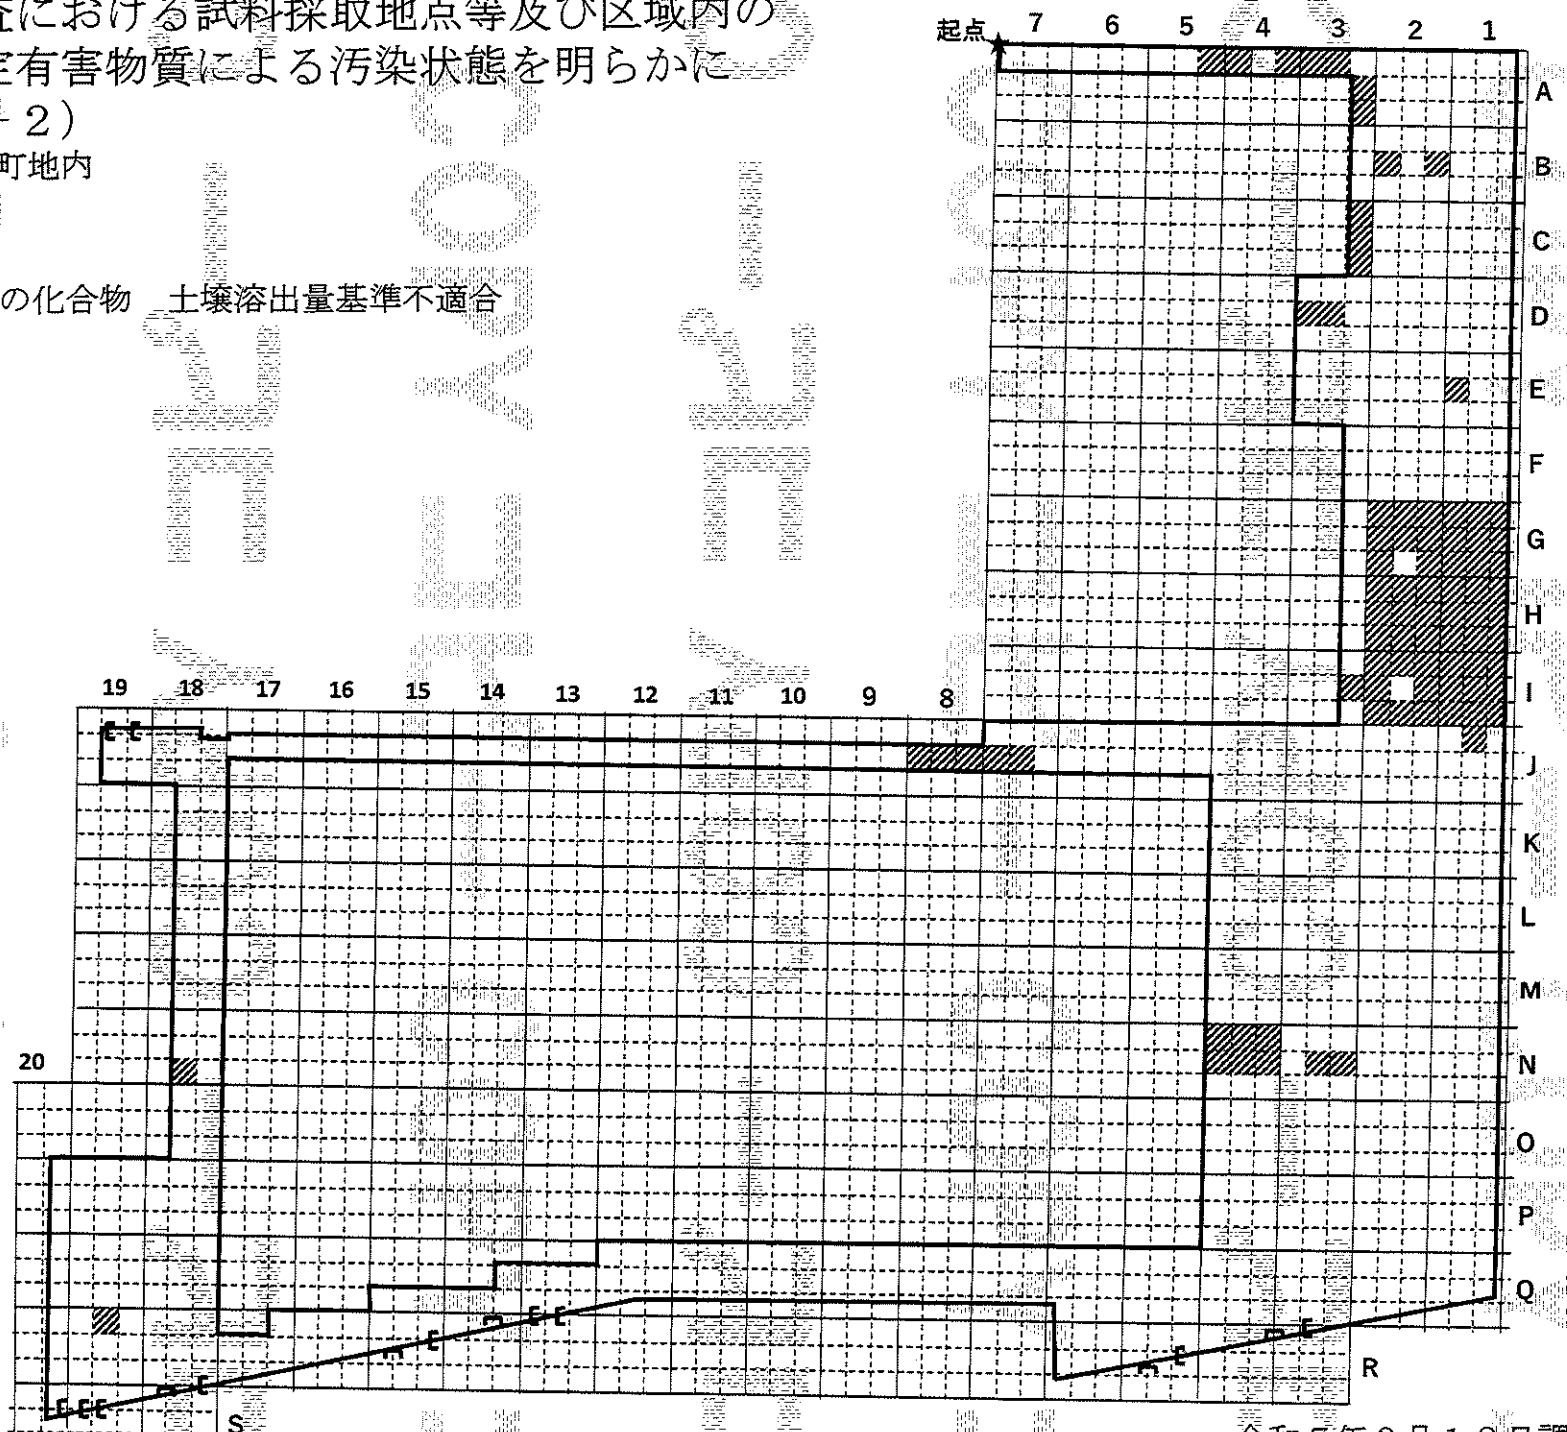 における試料採取地点等及び区域内の
有害物質による汚染状態を明らかに
２）
町地内
の化合物　土壌溶出量基準不適合
起点 7 6 5 4 3 2 1
A
B
C
D
E
F
G
H
I
19 18 17 16 15 14 13 12 11 10 9 8
J
K
L
M
20
N
O
P
Q
R
S
COPY